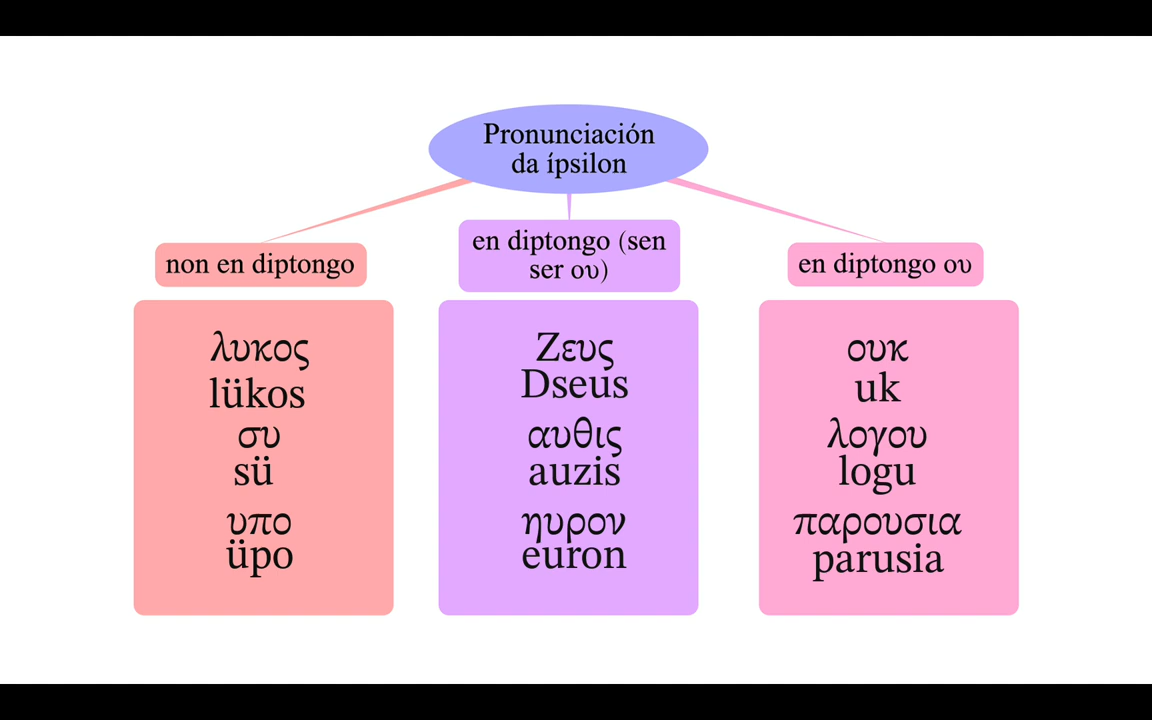 Pronunciación
da ípsilon
non en diptongo
en diptongo (sen
ser ου)
en diptongo ου
λυκος
lükos
συ
sü
υπο
üpo
Ζευς
Dseus
αυθις
auzis
ηυρον
euron
ουκ
uk
λογου
logu
παρουσια
parusia